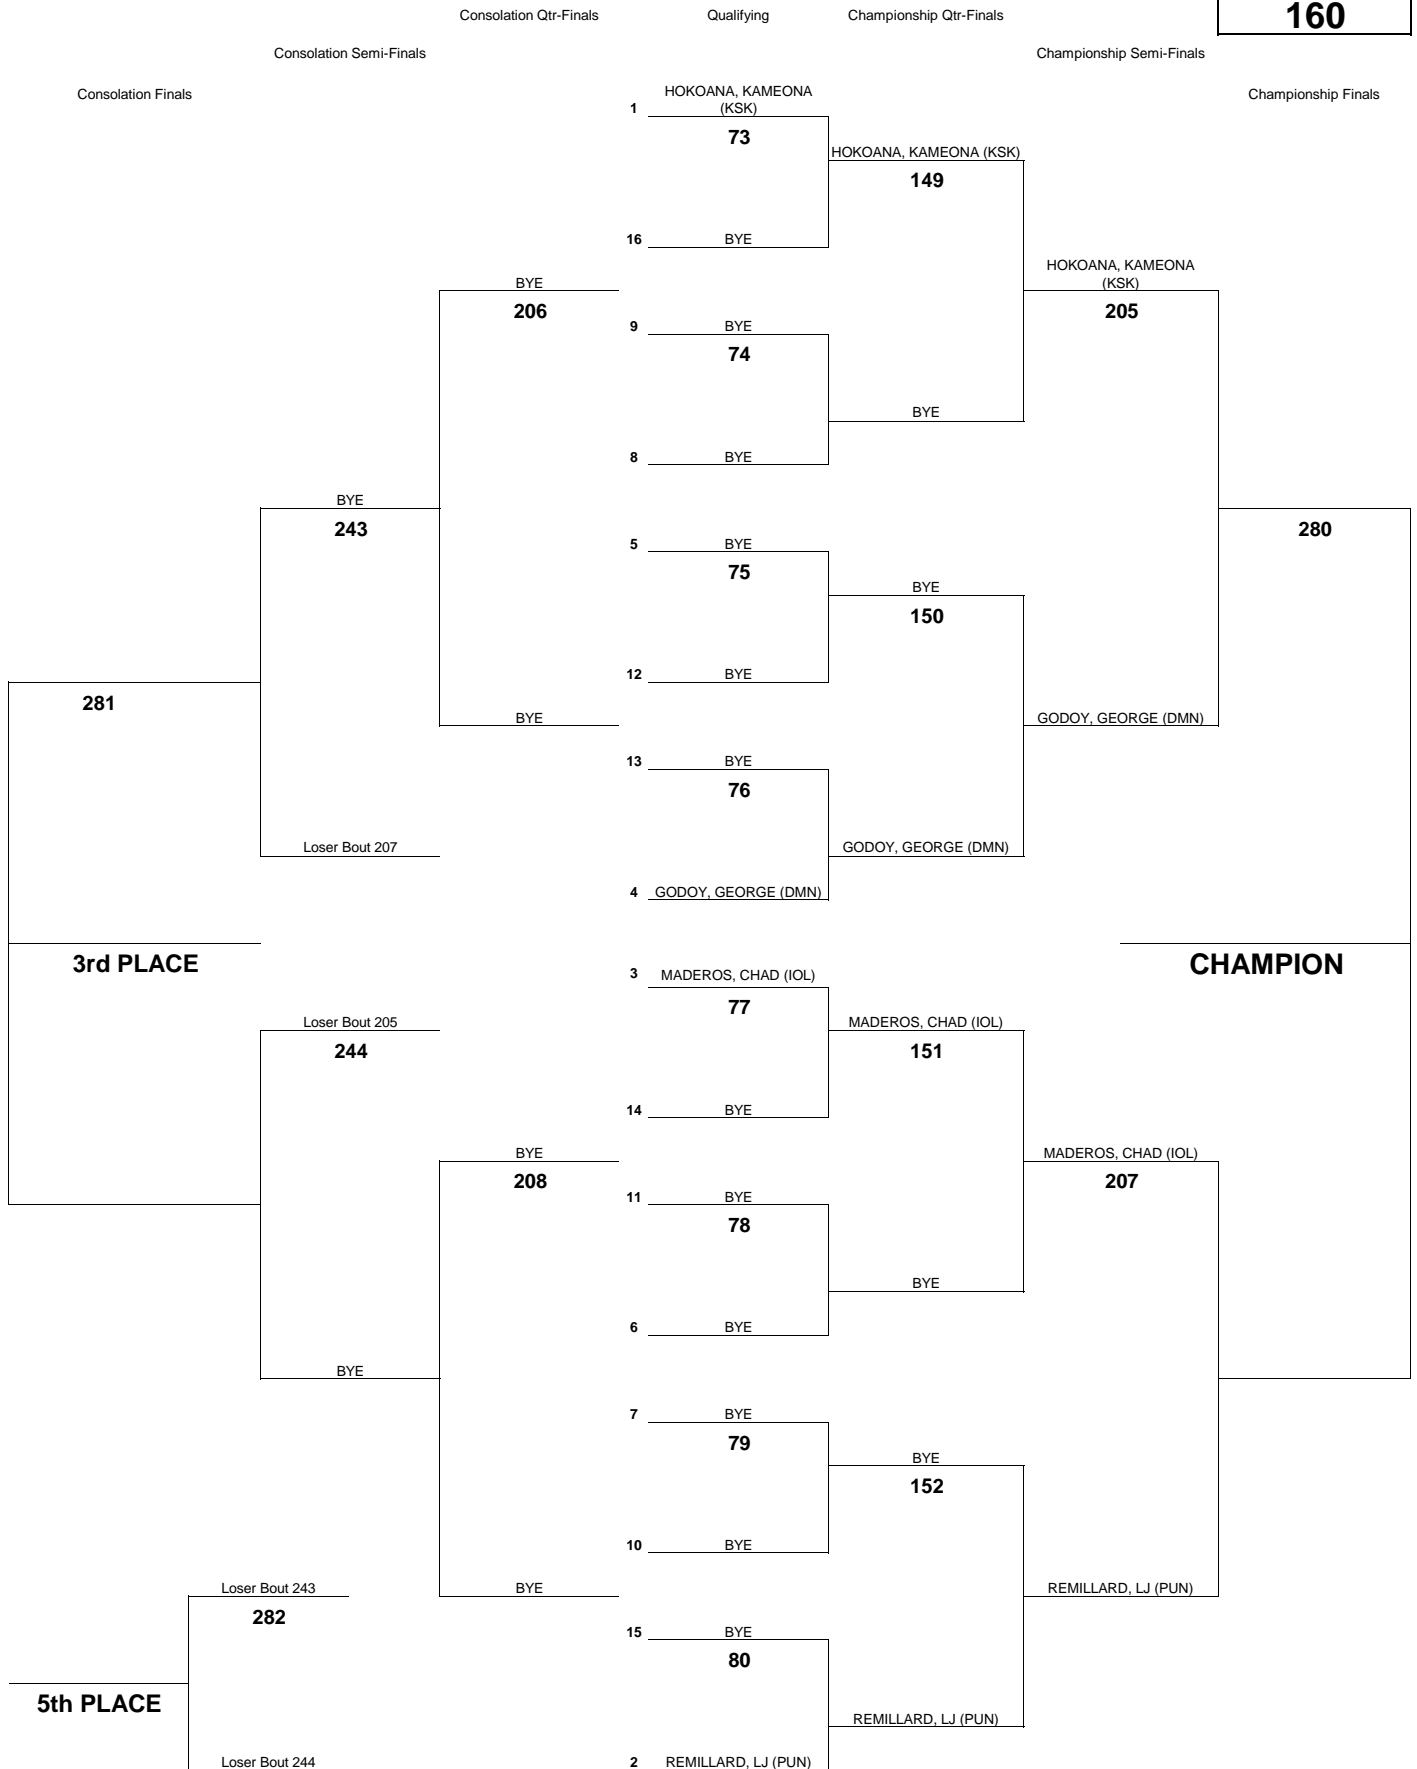 Consolation Qtr-Finals Qualifying Championship Qtr-Finals 160
Consolation Semi-Finals Championship Semi-Finals
Consolation Finals Championship Finals
HOKOANA, KAMEONA
1 (KSK)
73
HOKOANA, KAMEONA (KSK)
149
16 BYE
HOKOANA, KAMEONA
BYE (KSK)
206 205
9 BYE
74
BYE
8 BYE
BYE
243 280
5 BYE
75
BYE
150
12 BYE
281
BYE GODOY, GEORGE (DMN)
13 BYE
76
Loser Bout 207 GODOY, GEORGE (DMN)
4 GODOY, GEORGE (DMN)
3rd PLACE CHAMPION
3 MADEROS, CHAD (IOL)
77
Loser Bout 205 MADEROS, CHAD (IOL)
244 151
14 BYE
BYE MADEROS, CHAD (IOL)
208 207
11 BYE
78
BYE
6 BYE
BYE
7 BYE
79
BYE
152
10 BYE
Loser Bout 243 BYE REMILLARD, LJ (PUN)
282
15 BYE
80
5th PLACE
REMILLARD, LJ (PUN)
Loser Bout 244 2 REMILLARD, LJ (PUN)